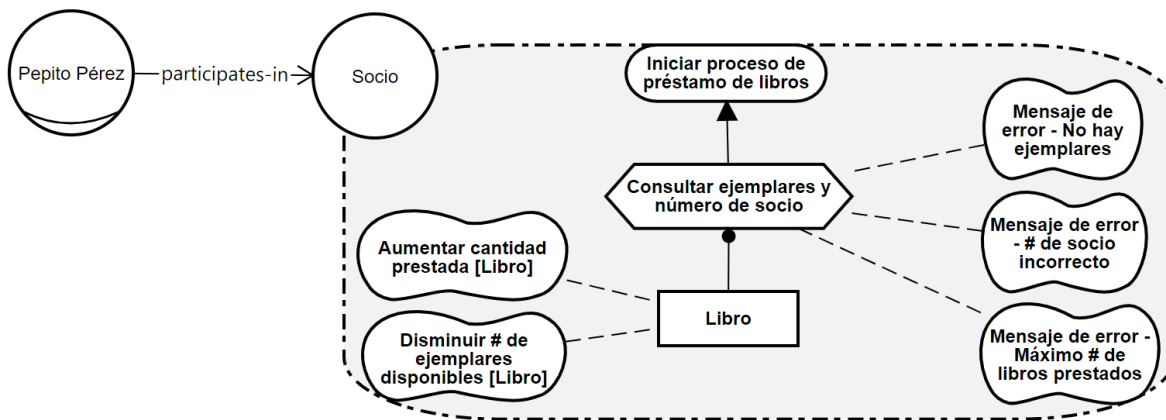 Pepito Pérez
participates-in
Socio
Iniciar proceso de
préstamo de libros
Mensaje de
error - No hay
ejemplares
Consultar ejemplares y
número de socio
Mensaje de error
- # de socio
incorrecto
Aumentar cantidad
prestada [Libro]
Libro
Disminuir # de
ejemplares
disponibles [Libro]
Mensaje de error -
Máximo # de
libros prestados